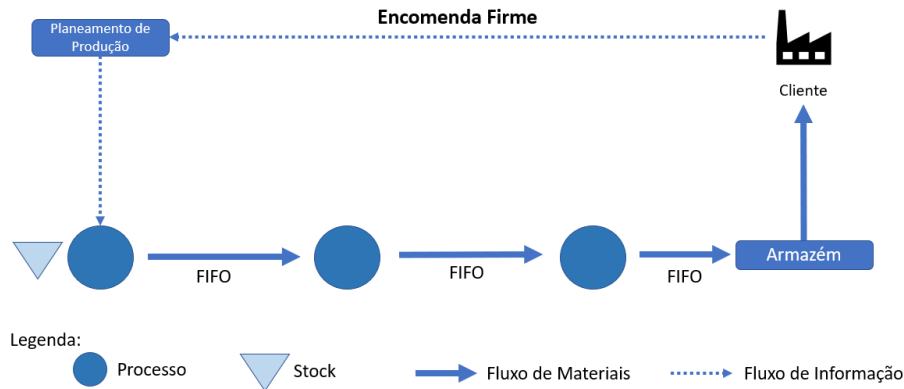 Encomenda Firme
Planeamento de
Produção
Cliente
Armazém
FIFO
FIFO
FIFO
Legenda:
Processo
Stock
Fluxo de Materiais
Fluxo de Informação